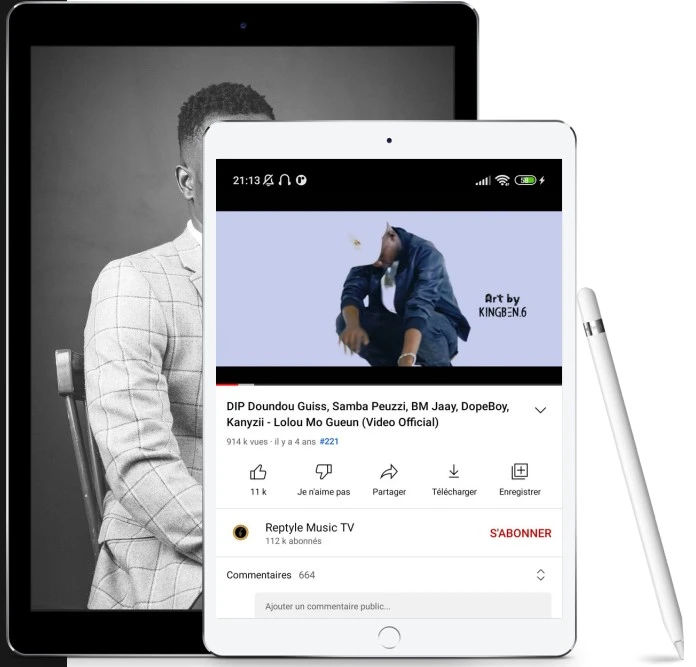 21:13
58
Art by
KINGBEN.6
DIP Doundou Guiss, Samba Peuzzi, BM Jaay, DopeBoy,
Kanyzii - Lolou Mo Gueun (Video Official)
914 k vues · il y a 4 ans #221
11 k
Je n'aime pas
Partager
Télécharger
Enregistrer
Reptyle Music TV
S'ABONNER
112 k abonnés
Commentaires 664
Ajouter un commentaire public...